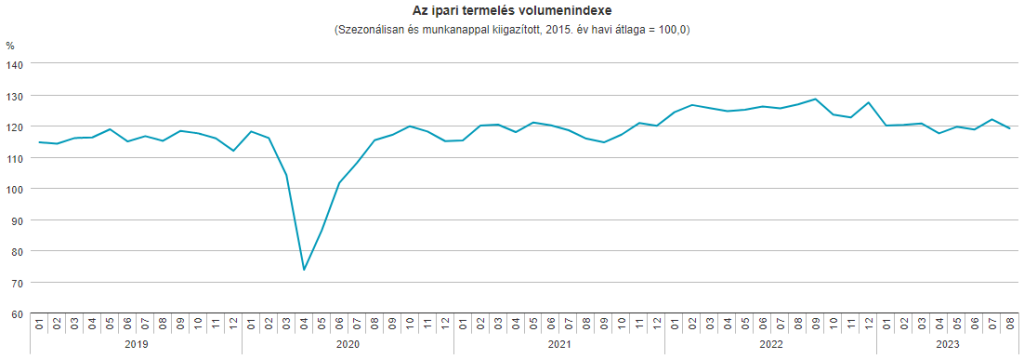 Az ipari termelés volumenindexe
(Szezonálisan és munkanappal kiigazított, 2015. év havi átlaga = 100,0)
%
140
130
120
110
100
90
80
70
60
01 02 03 04 05 06 07 08 09 10 11 12 01 02 03 04 05 06 07 08 09 10 11 12 01 02 03 04 05 06 07 08 09 10 11 12 01 02 03 04 05 06 07 08 09 10 11 12 01 02 03 04 05 06 07 08
2019 2020 2021 2022 2023